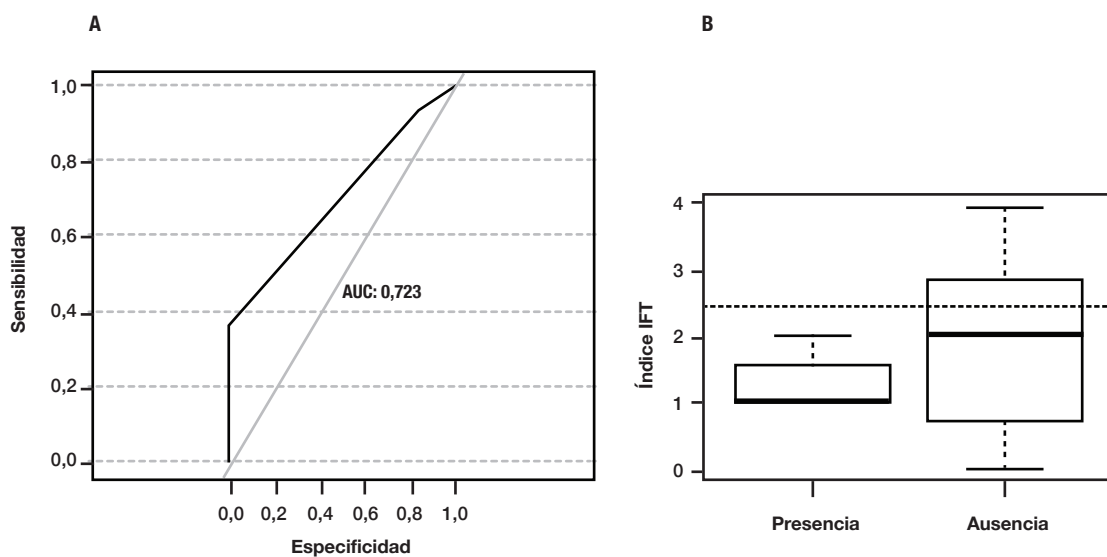 A
Sensibilidad
1,0
0,8
0,6
0,4
0,2
0,0
AUC: 0,723
0,0 0,2 0,4 0,6 0,8 1,0
Especificidad
B
Índice IFT
4
3
2
1
0
Presencia Ausencia